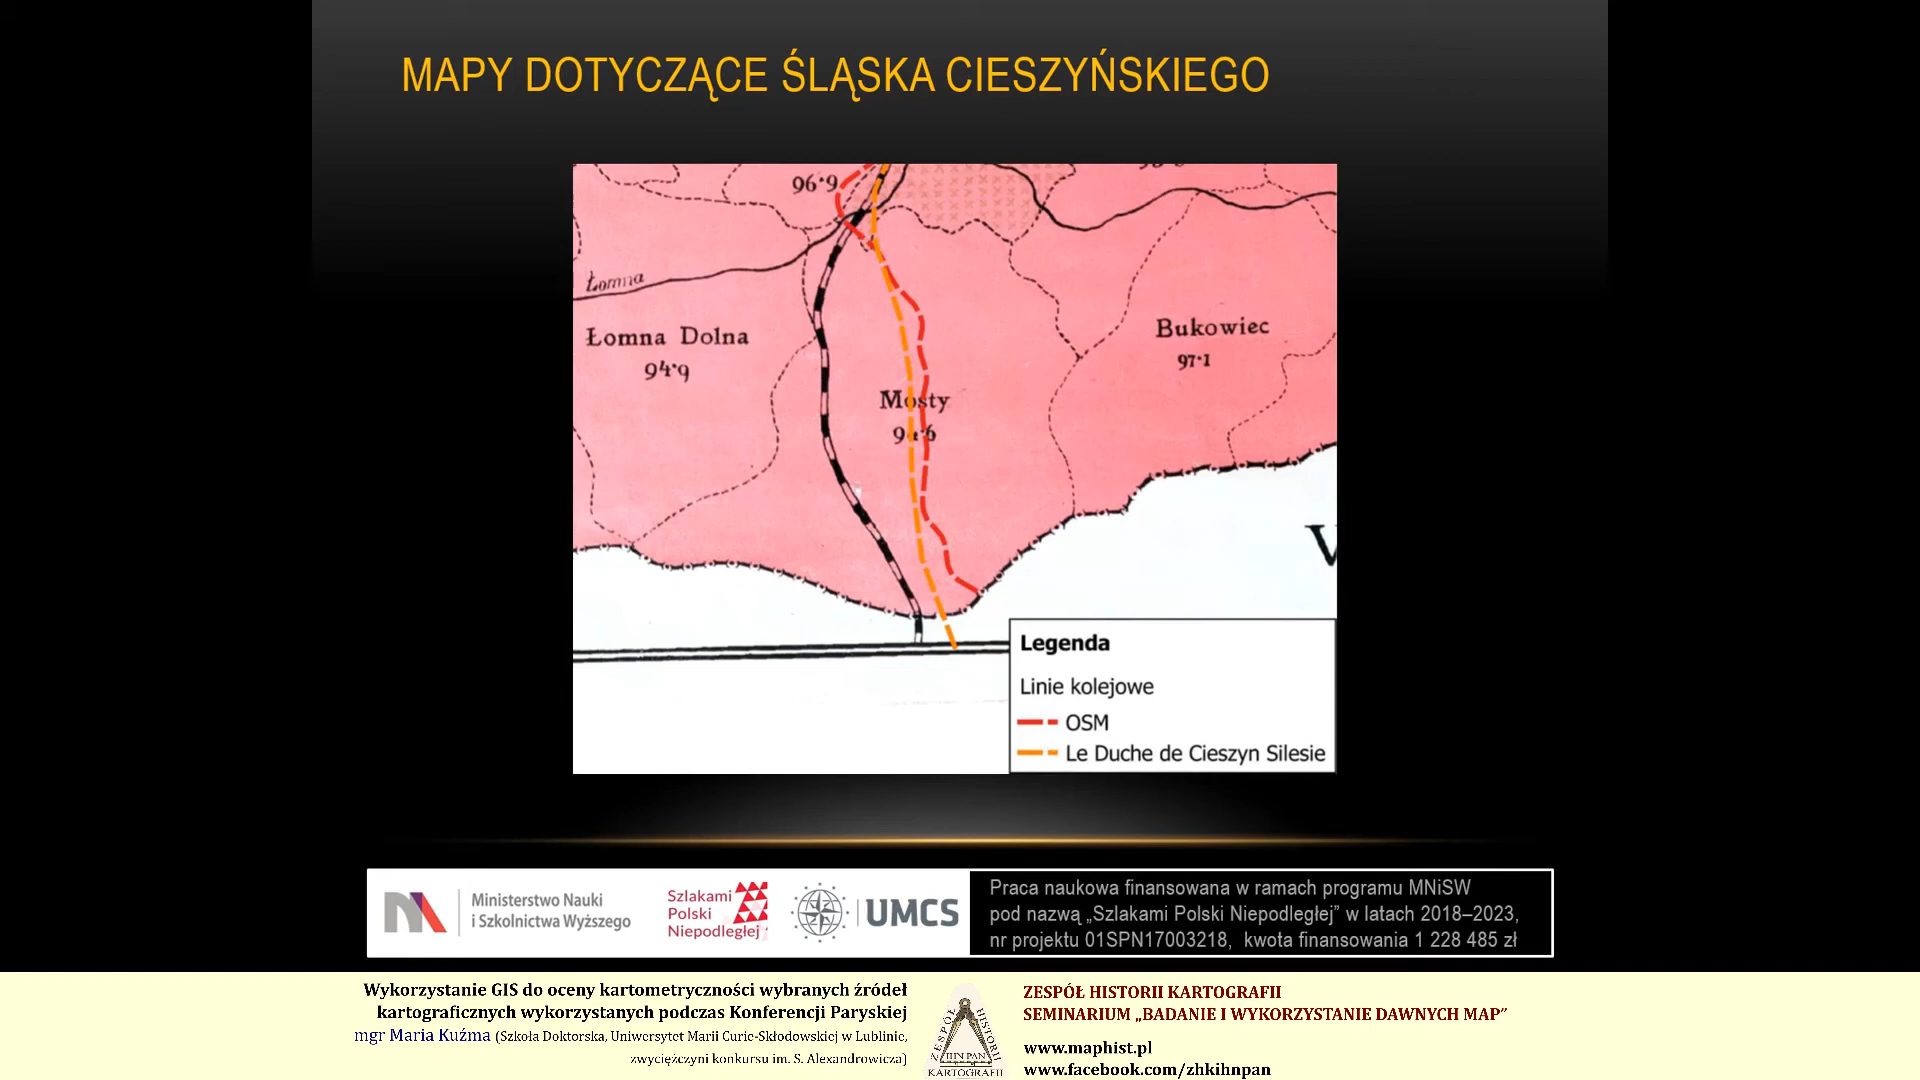 MAPY DOTYCZĄCE ŚLĄSKA CIESZYŃSKIEGO
96·9
Łomna
Łomna Dolna
94·9
Bukowiec
97·1
Mosty
Legenda
Linie kolejowe
OSM
Le Duche de Cieszyn Silesie
Ministerstwo Nauki
i Szkolnictwa Wyższego
Szlakami
Polski
Niepodległej
UMCS
Praca naukowa finansowana w ramach programu MNiSW
pod nazwą „Szlakami Polski Niepodległej” w latach 2018–2023,
nr projektu 01SPN17003218, kwota finansowania 1 228 485 zł
Wykorzystanie GIS do oceny kartometryczności wybranych źródeł
kartograficznych wykorzystanych podczas Konferencji Paryskiej
mgr Maria Kuźma (Szkoła Doktorska, Uniwersytet Marii Curie-Skłodowskiej w Lublinie,
zwyciężczyni konkursu im. S. Alexandrowicza)
ZESPÓŁ HISTORII
IHN PAN
KARTOGRAFII
ZESPÓŁ HISTORII KARTOGRAFII
SEMINARIUM „BADANIE I WYKORZYSTANIE DAWNYCH MAP”
www.maphist.pl
www.facebook.com/zhkihnpan